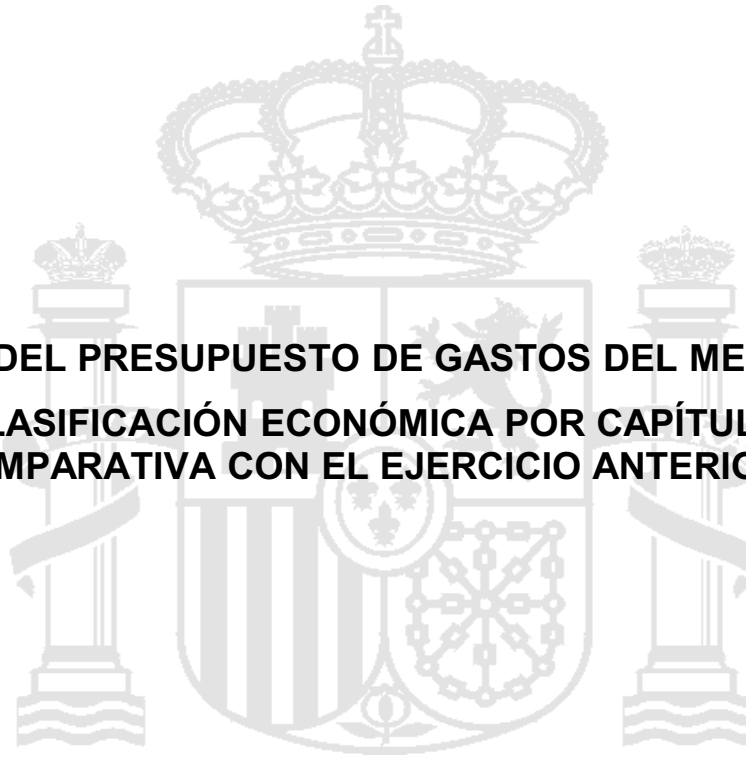 DEL PRESUPUESTO DE GASTOS DEL ME
LASIFICACIÓN ECONÓMICA POR CAPÍTUL
MPARATIVA CON EL EJERCICIO ANTERIO